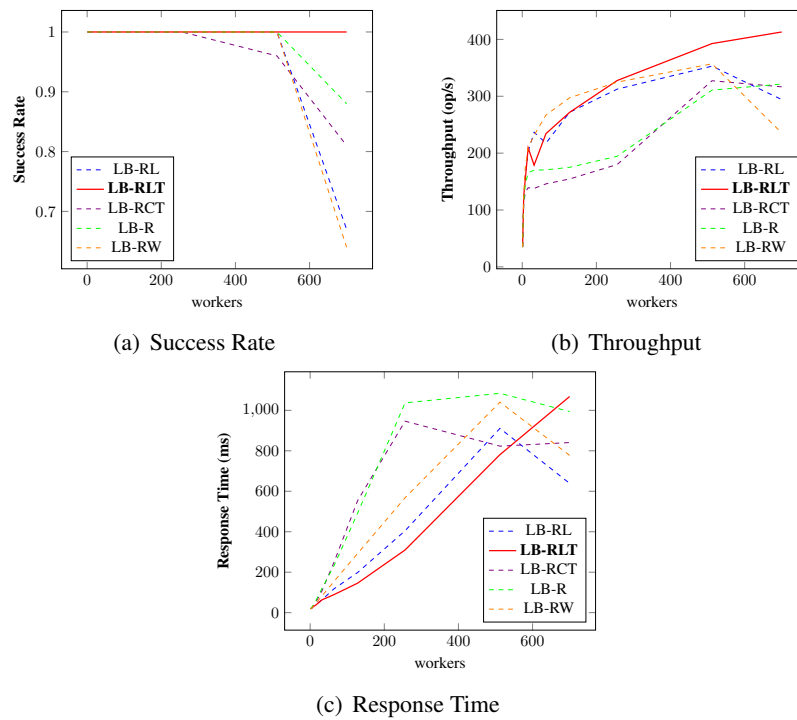 1
0.9
0.8
0.7
Success Rate
LB-RL
LB-RLT
LB-RCT
LB-R
LB-RW
0 200 400 600
workers
(a) Success Rate
400
300
200
100
0
Throughput (op/s)
LB-RL
LB-RLT
LB-RCT
LB-R
LB-RW
0 200 400 600
workers
(b) Throughput
1,000
800
600
400
200
0
Response Time (ms)
LB-RL
LB-RLT
LB-RCT
LB-R
LB-RW
0 200 400 600
workers
(c) Response Time